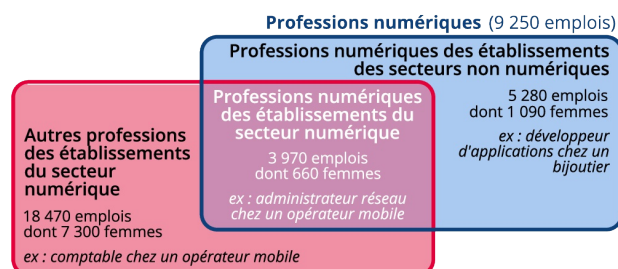 Professions numériques (9 250 emplois)
Professions numériques des établissements
des secteurs non numériques
5 280 emplois
dont 1 090 femmes
ex : développeur
d'applications chez un
bijoutier
Professions numériques
des établissements du
secteur numérique
3 970 emplois
dont 660 femmes
ex : administrateur réseau
chez un opérateur mobile
Autres professions
des établissements
du secteur
numérique
18 470 emplois
dont 7 300 femmes
ex : comptable chez un opérateur mobile